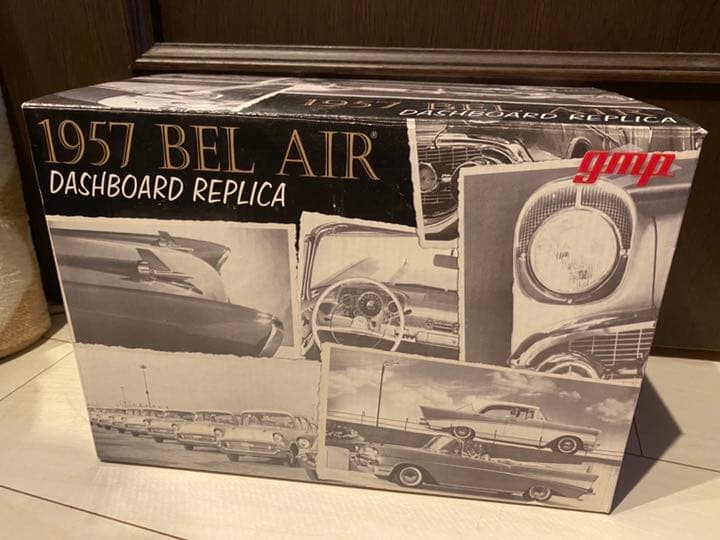 1957 BEL AIR
DASHBOARD REPLICA
1957 BEL AIR®
DASHBOARD REPLICA
gmp